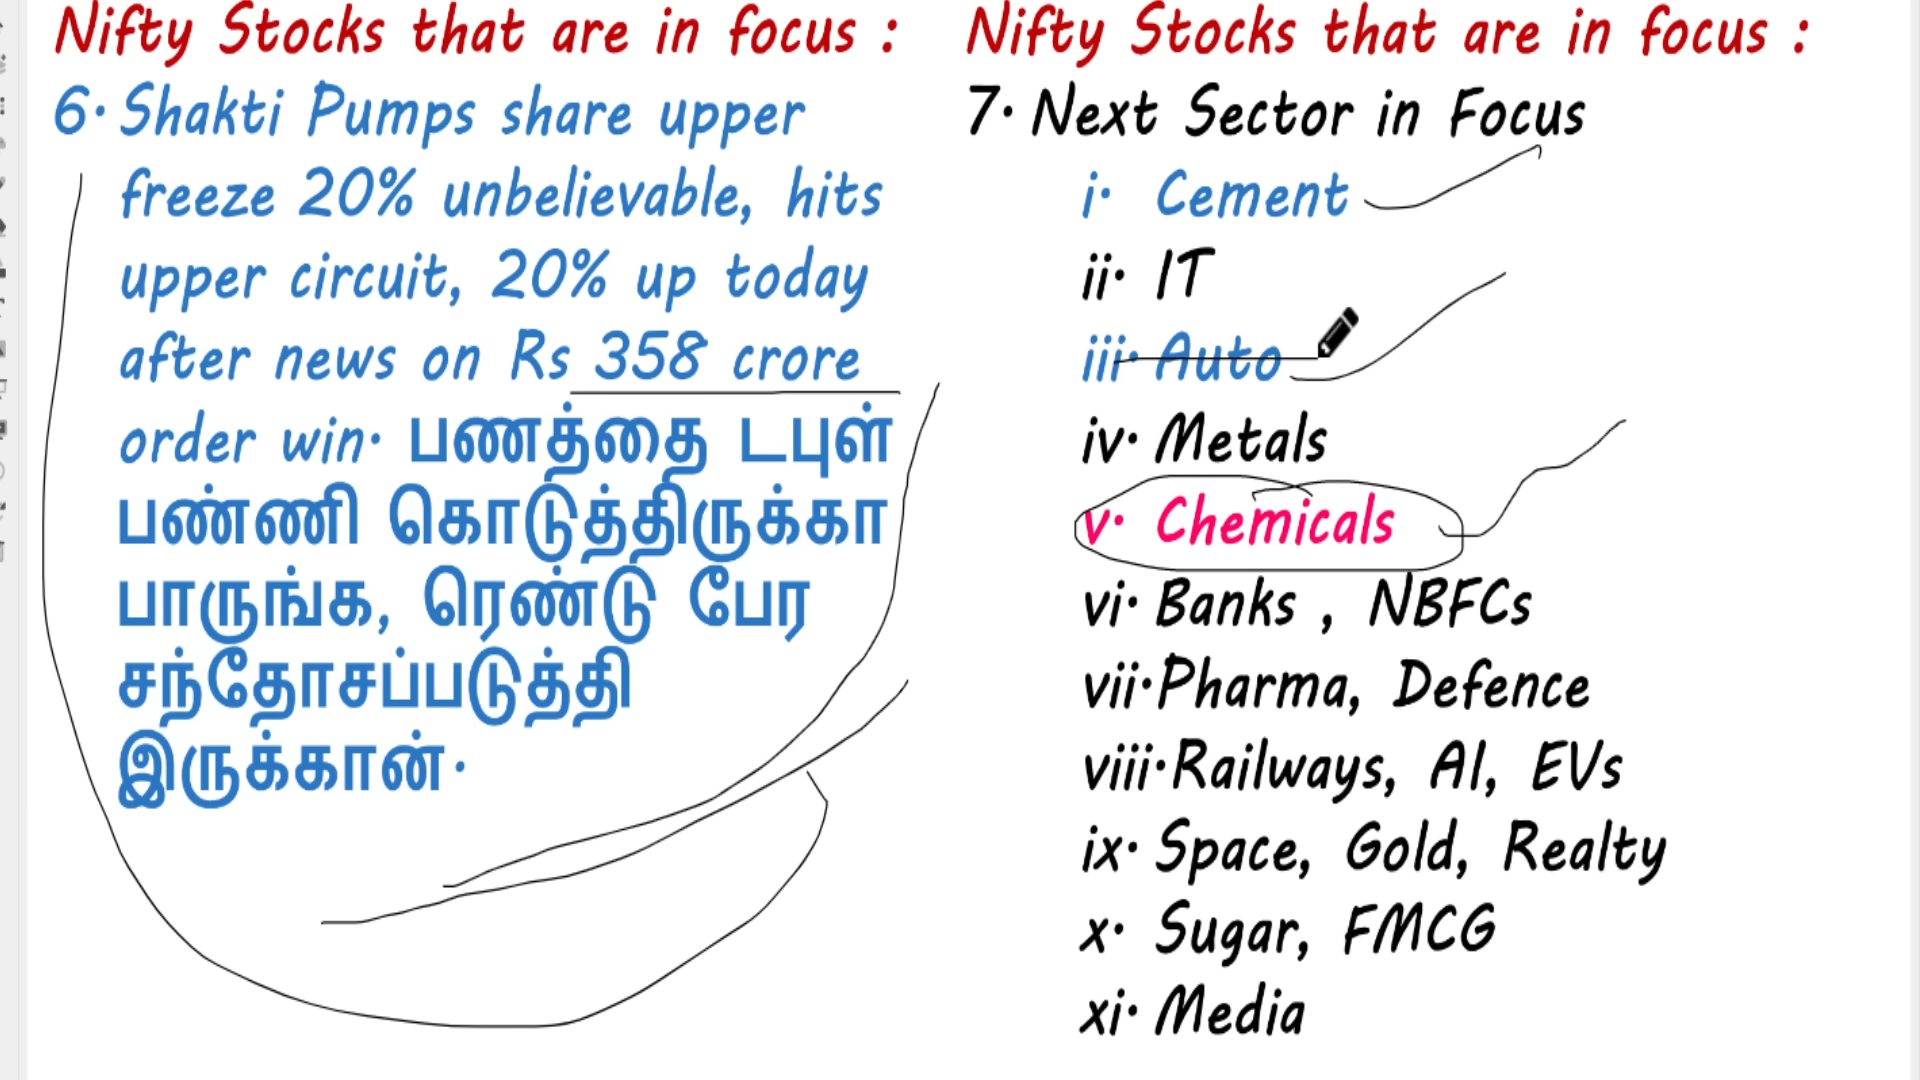 Nifty Stocks that are in focus :
6. Shakti Pumps share upper
freeze 20% unbelievable, hits
upper circuit, 20% up today
after news on Rs 358 crore
order win. பணத்தை டபுள்
பண்ணி கொடுத்திருக்கா
பாருங்க, ரெண்டு பேர
சந்தோசப்படுத்தி
இருக்கான்.
Nifty Stocks that are in focus :
7. Next Sector in Focus
i. Cement
ii. IT
iii. Auto
iv. Metals
v. Chemicals
vi. Banks , NBFCs
vii. Pharma, Defence
viii. Railways, AI, EVs
ix. Space, Gold, Realty
x. Sugar, FMCG
xi. Media